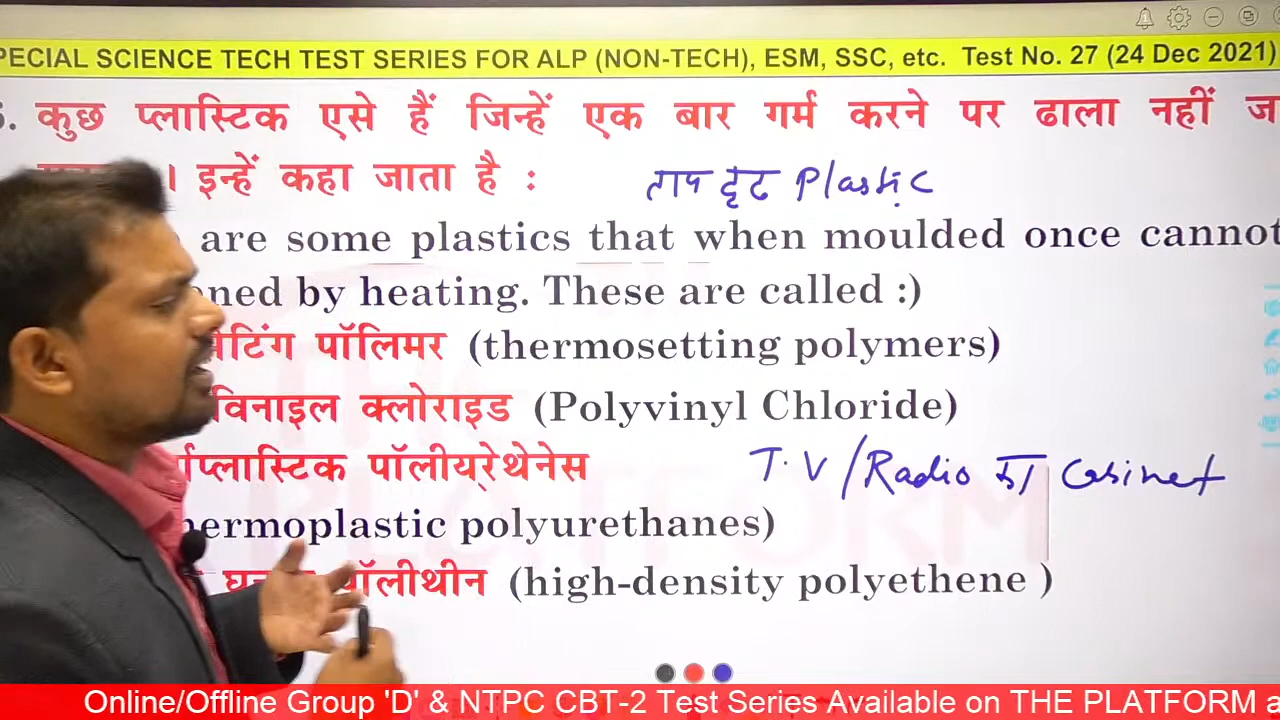 PECIAL SCIENCE TECH TEST SERIES FOR ALP (NON-TECH), ESM, SSC, etc. Test No. 27 (24 Dec 2021)
कुछ प्लास्टिक एसे हैं जिन्हें एक बार गर्म करने पर ढाला नहीं ज
। इन्हें कहा जाता है : ताप दृढ Plastic
are some plastics that when moulded once cannot
ned by heating. These are called :)
टिंग पॉलिमर (thermosetting polymers)
विनाइल क्लोराइड (Polyvinyl Chloride)
प्लास्टिक पॉलीय्रेथेनेस T.V/Radio का Cabinet
hermoplastic polyurethanes)
पॉलीथीन (high-density polyethene )
Online/Offline Group 'D' & NTPC CBT-2 Test Series Available on THE PLATFORM a